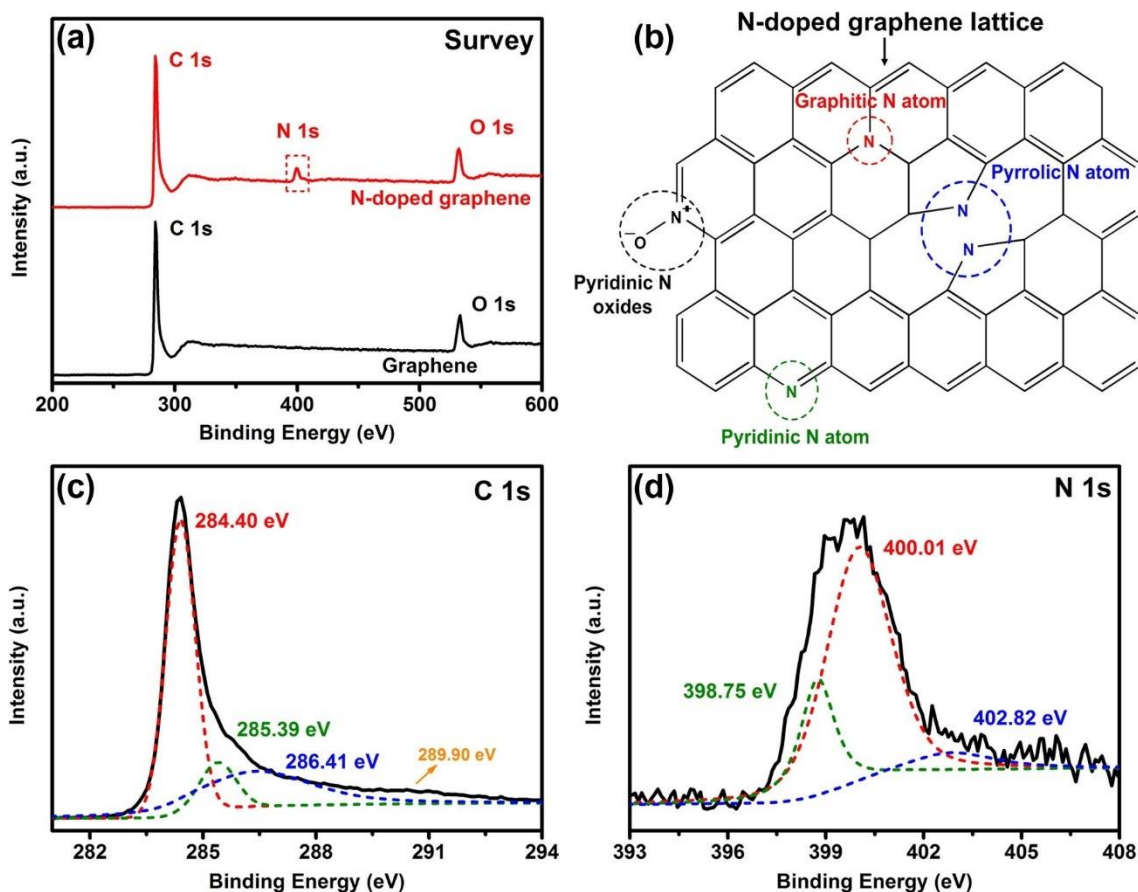 (a)
Survey
C 1s
N 1s
O 1s
N-doped graphene
C 1s
O 1s
Graphene
Intensity (a.u.)
200 300 400 500 600
Binding Energy (eV)
(b)
N-doped graphene lattice
Graphitic N atom
N
Pyrrolic N atom
N
N
N+
−O
Pyridinic N
oxides
N
Pyridinic N atom
(c)
C 1s
284.40 eV
285.39 eV
286.41 eV
289.90 eV
Intensity (a.u.)
282 285 288 291 294
Binding Energy (eV)
(d)
N 1s
400.01 eV
398.75 eV
402.82 eV
Intensity (a.u.)
393 396 399 402 405 408
Binding Energy (eV)